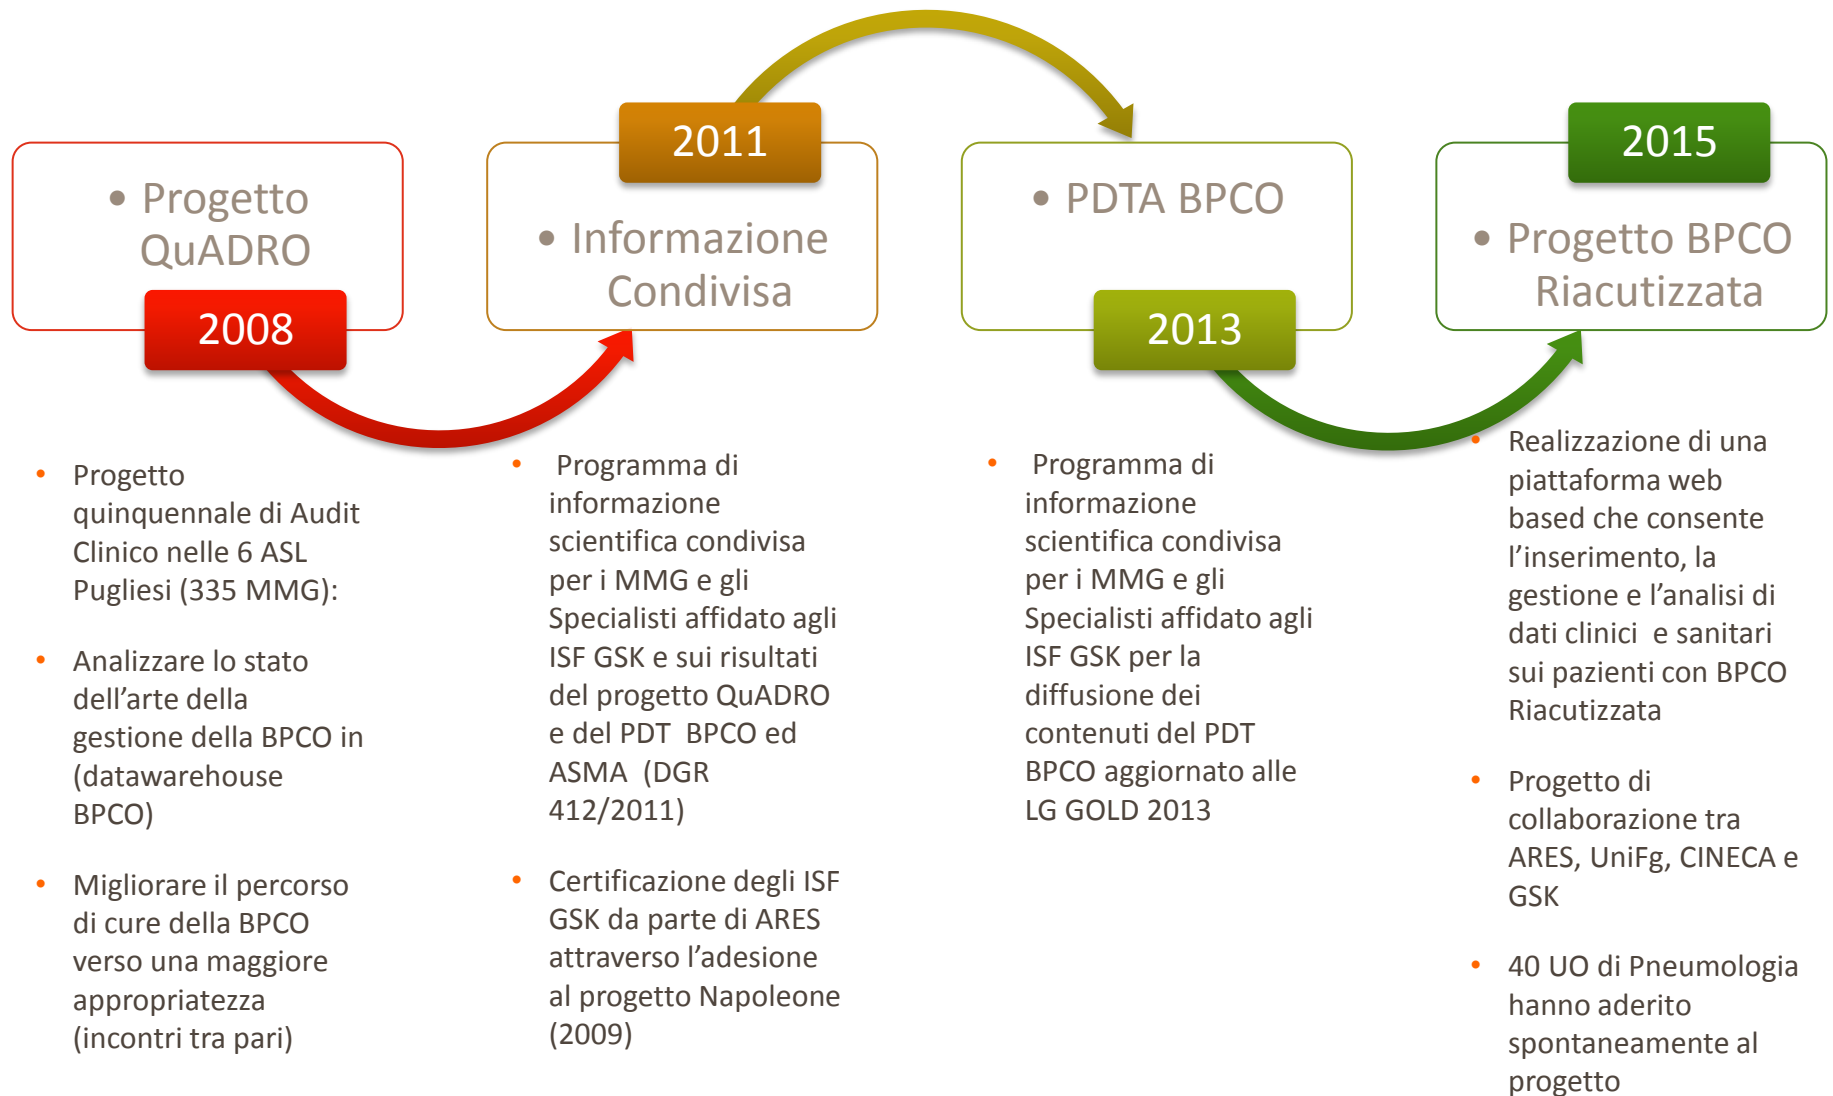 • Progetto
QuADRO
2008
2011
• Informazione
Condivisa
• PDTA BPCO
2013
2015
• Progetto BPCO
Riacutizzata
• Progetto
quinquennale di Audit
Clinico nelle 6 ASL
Pugliesi (335 MMG):
• Analizzare lo stato
dell’arte della
gestione della BPCO in
(datawarehouse
BPCO)
• Migliorare il percorso
di cure della BPCO
verso una maggiore
appropriatezza
(incontri tra pari)
• Programma di
informazione
scientifica condivisa
per i MMG e gli
Specialisti affidato agli
ISF GSK e sui risultati
del progetto QuADRO
e del PDT BPCO ed
ASMA (DGR
412/2011)
• Certificazione degli ISF
GSK da parte di ARES
attraverso l’adesione
al progetto Napoleone
(2009)
• Programma di
informazione
scientifica condivisa
per i MMG e gli
Specialisti affidato agli
ISF GSK per la
diffusione dei
contenuti del PDT
BPCO aggiornato alle
LG GOLD 2013
• Realizzazione di una
piattaforma web
based che consente
l’inserimento, la
gestione e l’analisi di
dati clinici e sanitari
sui pazienti con BPCO
Riacutizzata
• Progetto di
collaborazione tra
ARES, UniFg, CINECA e
GSK
• 40 UO di Pneumologia
hanno aderito
spontaneamente al
progetto